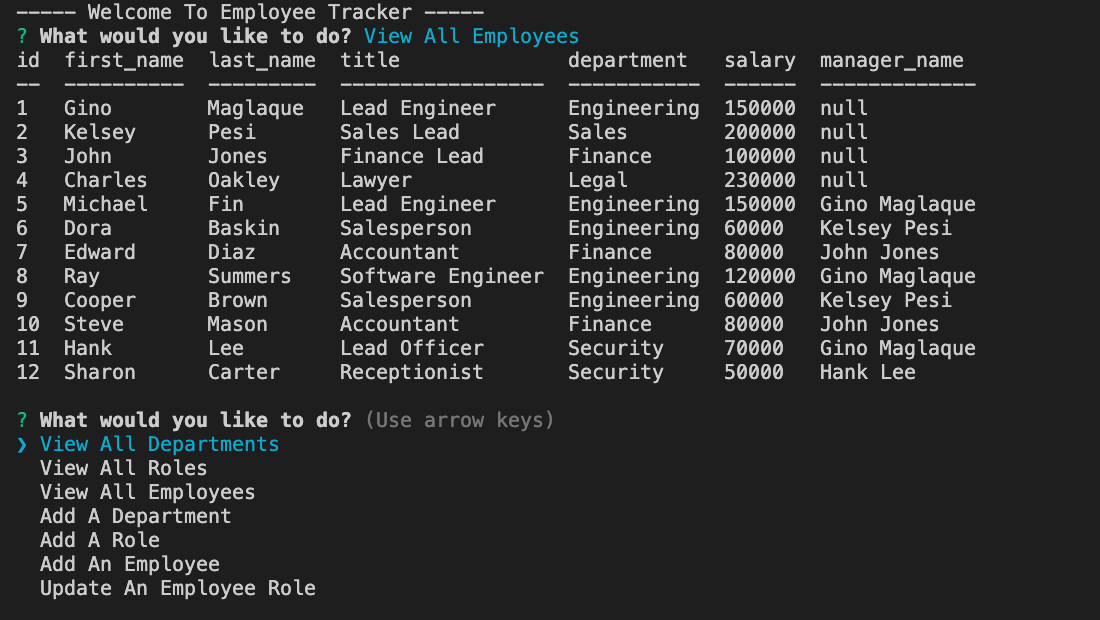 ----- Welcome To Employee Tracker -----
? What would you like to do? View All Employees
id  first_name  last_name  title              department   salary  manager_name
--  ----------  ---------  -----------------  -----------  ------  -------------
1   Gino        Maglaque   Lead Engineer      Engineering  150000  null
2   Kelsey      Pesi       Sales Lead         Sales        200000  null
3   John        Jones      Finance Lead       Finance      100000  null
4   Charles     Oakley     Lawyer             Legal        230000  null
5   Michael     Fin        Lead Engineer      Engineering  150000  Gino Maglaque
6   Dora        Baskin     Salesperson        Engineering  60000   Kelsey Pesi
7   Edward      Diaz       Accountant         Finance      80000   John Jones
8   Ray         Summers    Software Engineer  Engineering  120000  Gino Maglaque
9   Cooper      Brown      Salesperson        Engineering  60000   Kelsey Pesi
10  Steve       Mason      Accountant         Finance      80000   John Jones
11  Hank        Lee        Lead Officer       Security     70000   Gino Maglaque
12  Sharon      Carter     Receptionist       Security     50000   Hank Lee
? What would you like to do? (Use arrow keys)
❯ View All Departments
  View All Roles
  View All Employees
  Add A Department
  Add A Role
  Add An Employee
  Update An Employee Role